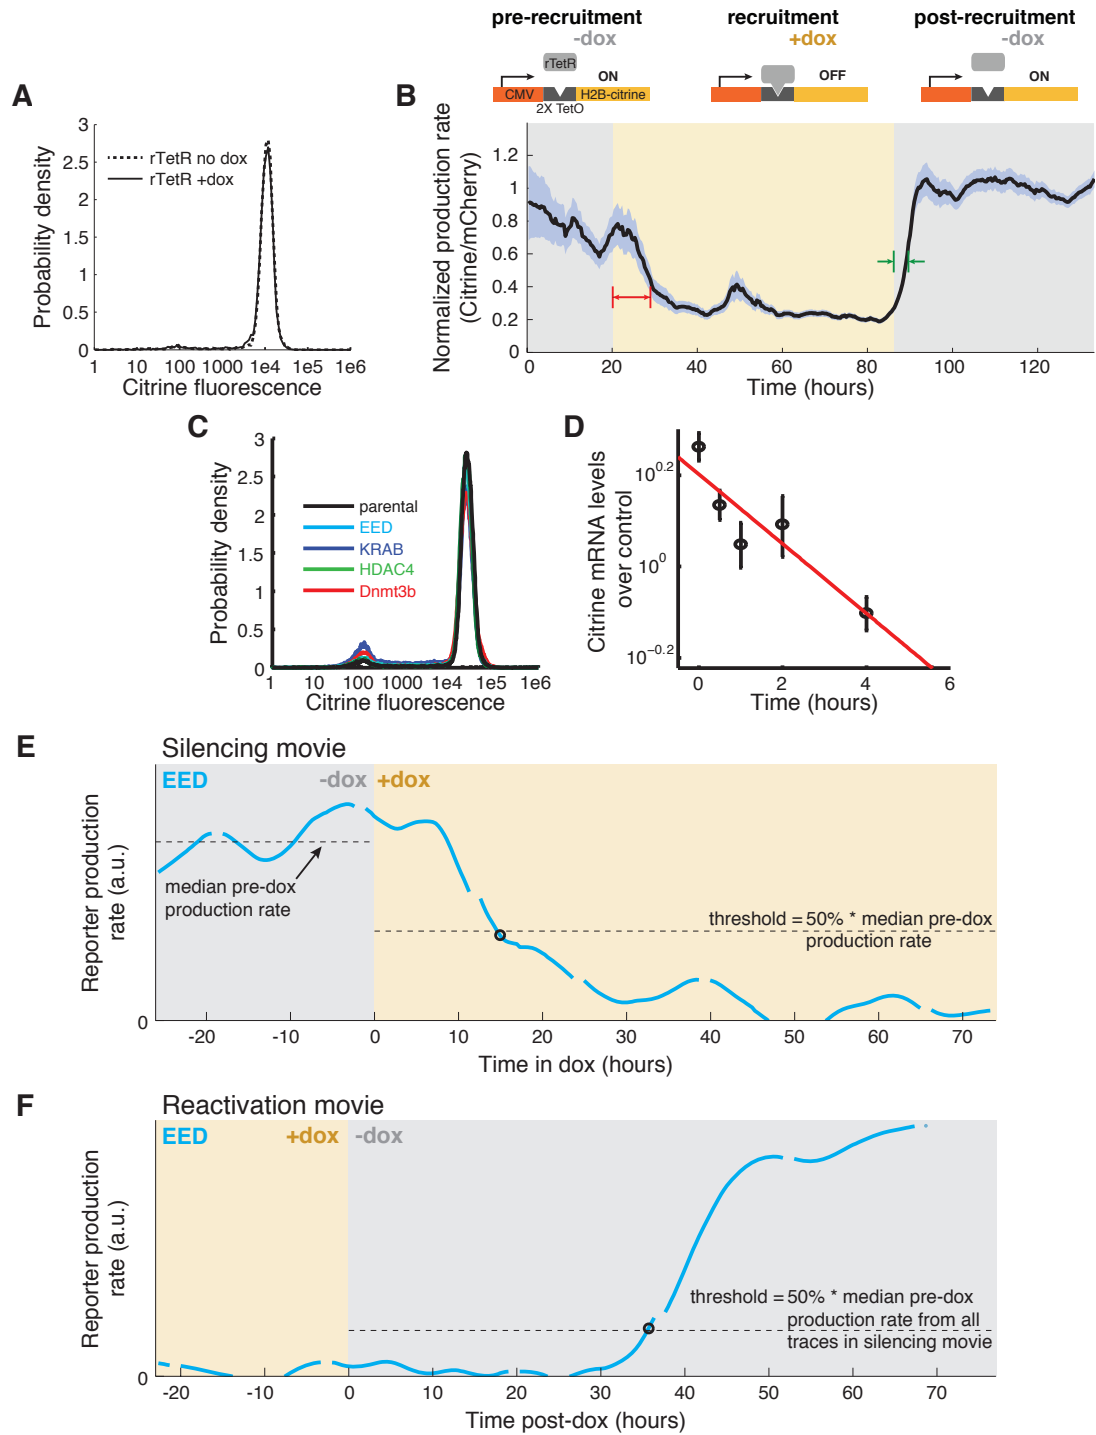 pre-recruitment
-dox
recruitment
+dox
post-recruitment
-dox
rTetR
ON
CMV
H2B-citrine
2X TetO
OFF
ON
A
Probability density
3
2.5
2
1.5
1
0.5
0
rTetR no dox
rTetR +dox
1 10 100 1000 1e4 1e5 1e6
Citrine fluorescence
B
Normalized production rate
(Citrine/mCherry)
1.2
1
0.8
0.6
0.4
0.2
0
0 20 40 60 80 100 120
Time (hours)
C
Probability density
3
2.5
2
1.5
1
0.5
0
parental
EED
KRAB
HDAC4
Dnmt3b
1 10 100 1000 1e4 1e5 1e6
Citrine fluorescence
D
Citrine mRNA levels
over control
10^0.2
10^0
10^-0.2
0 2 4 6
Time (hours)
E
Silencing movie
EED
-dox
+dox
Reporter production
rate (a.u.)
median pre-dox
production rate
threshold = 50% * median pre-dox
production rate
0
-20 -10 0 10 20 30 40 50 60 70
Time in dox (hours)
F
Reactivation movie
EED
+dox
-dox
Reporter production
rate (a.u.)
threshold = 50% * median pre-dox
production rate from all
traces in silencing movie
0
-20 -10 0 10 20 30 40 50 60 70
Time post-dox (hours)